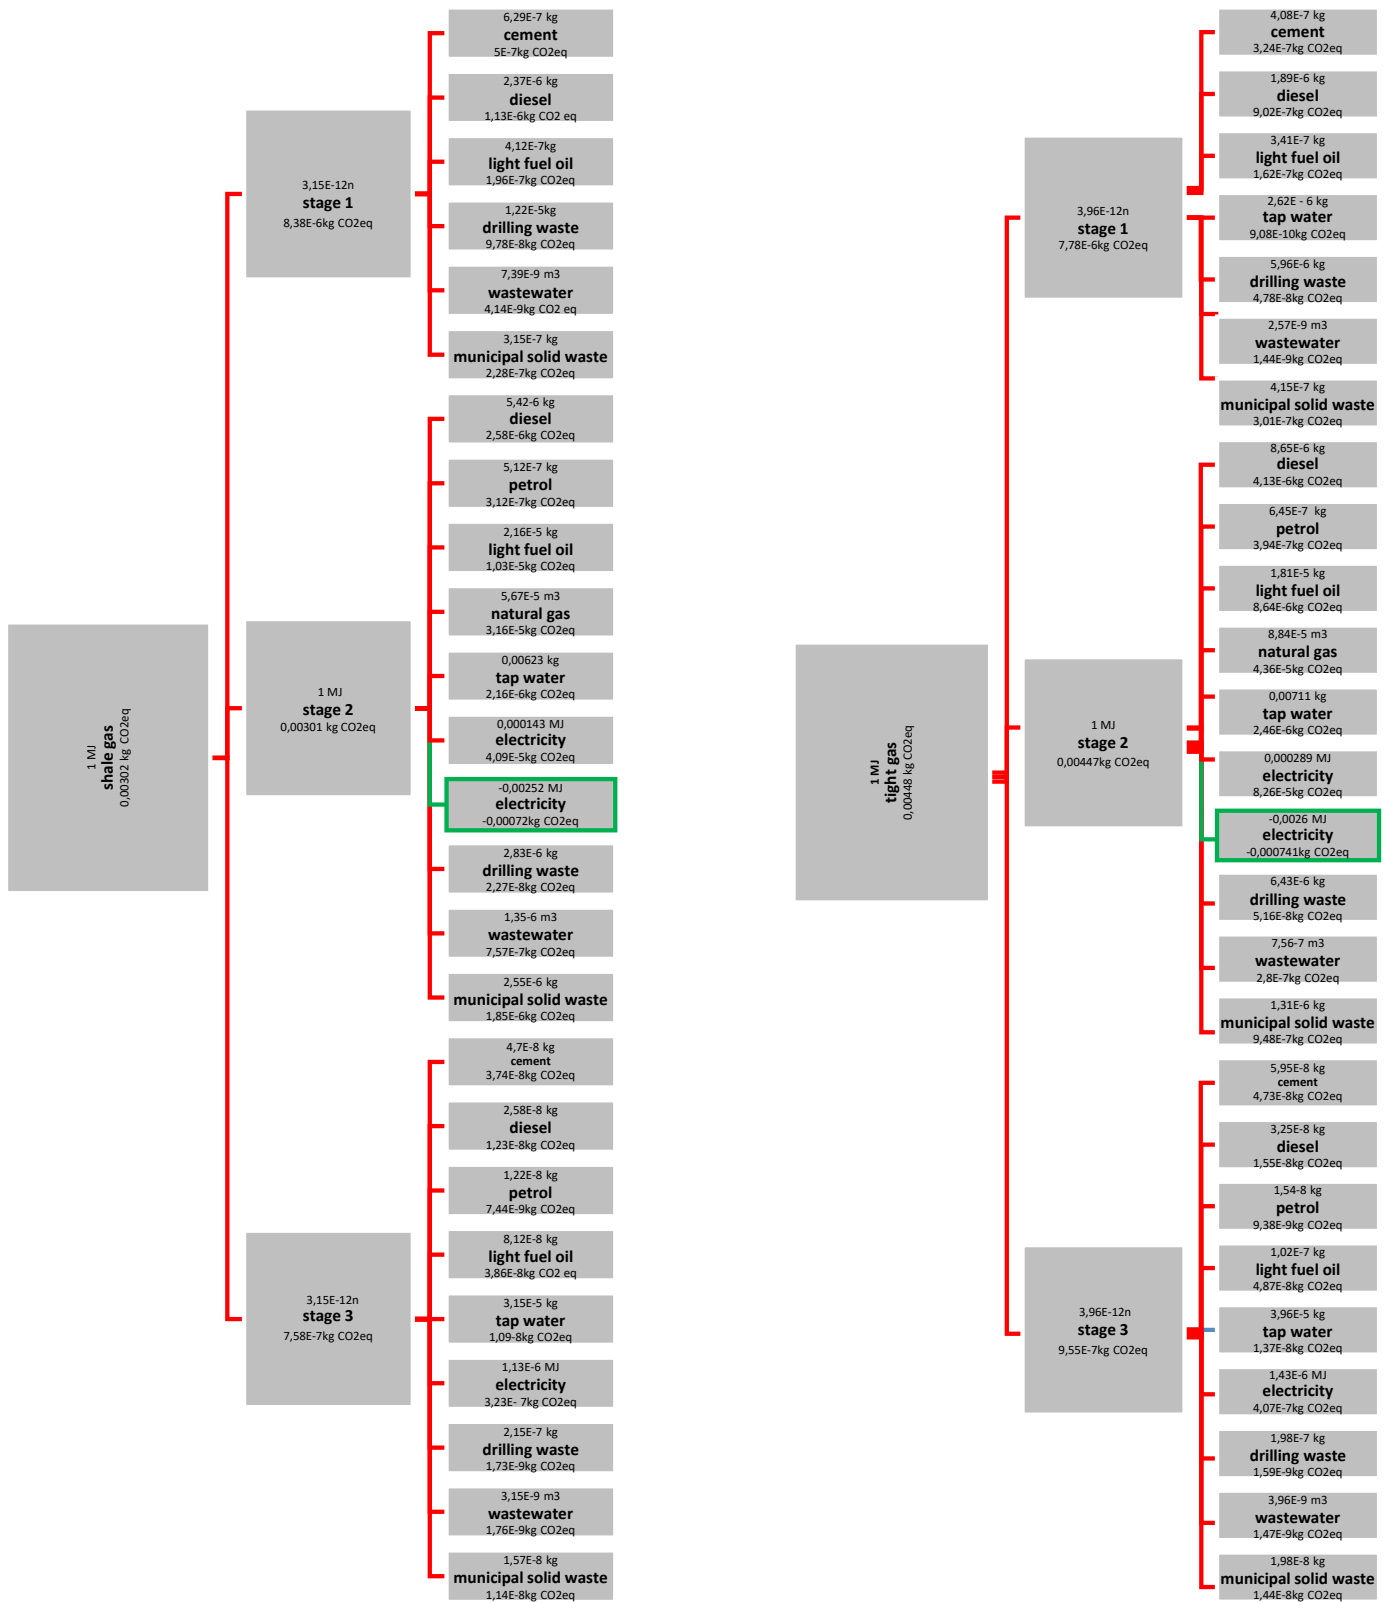 1 MJ
shale gas
0,00302 kg CO2eq
3,15E-12n
stage 1
8,38E-6kg CO2eq
6,29E-7 kg
cement
5E-7kg CO2eq
2,37E-6 kg
diesel
1,13E-6kg CO2 eq
4,12E-7kg
light fuel oil
1,96E-7kg CO2eq
1,22E-5kg
drilling waste
9,78E-8kg CO2eq
7,39E-9 m3
wastewater
4,14E-9kg CO2 eq
3,15E-7 kg
municipal solid waste
2,28E-7kg CO2eq
1 MJ
stage 2
0,00301 kg CO2eq
5,42-6 kg
diesel
2,58E-6kg CO2eq
5,12E-7 kg
petrol
3,12E-7kg CO2eq
2,16E-5 kg
light fuel oil
1,03E-5kg CO2eq
5,67E-5 m3
natural gas
3,16E-5kg CO2eq
0,00623 kg
tap water
2,16E-6kg CO2eq
0,000143 MJ
electricity
4,09E-5kg CO2eq
-0,00252 MJ
electricity
-0,00072kg CO2eq
2,83E-6 kg
drilling waste
2,27E-8kg CO2eq
1,35-6 m3
wastewater
7,57E-7kg CO2eq
2,55E-6 kg
municipal solid waste
1,85E-6kg CO2eq
3,15E-12n
stage 3
7,58E-7kg CO2eq
4,7E-8 kg
cement
3,74E-8kg CO2eq
2,58E-8 kg
diesel
1,23E-8kg CO2eq
1,22E-8 kg
petrol
7,44E-9kg CO2eq
8,12E-8 kg
light fuel oil
3,86E-8kg CO2 eq
3,15E-5 kg
tap water
1,09-8kg CO2eq
1,13E-6 MJ
electricity
3,23E- 7kg CO2eq
2,15E-7 kg
drilling waste
1,73E-9kg CO2eq
3,15E-9 m3
wastewater
1,76E-9kg CO2eq
1,57E-8 kg
municipal solid waste
1,14E-8kg CO2eq
1 MJ
tight gas
0,00448 kg CO2eq
3,96E-12n
stage 1
7,78E-6kg CO2eq
4,08E-7 kg
cement
3,24E-7kg CO2eq
1,89E-6 kg
diesel
9,02E-7kg CO2eq
3,41E-7 kg
light fuel oil
1,62E-7kg CO2eq
2,62E - 6 kg
tap water
9,08E-10kg CO2eq
5,96E-6 kg
drilling waste
4,78E-8kg CO2eq
2,57E-9 m3
wastewater
1,44E-9kg CO2eq
4,15E-7 kg
municipal solid waste
3,01E-7kg CO2eq
1 MJ
stage 2
0,00447kg CO2eq
8,65E-6 kg
diesel
4,13E-6kg CO2eq
6,45E-7 kg
petrol
3,94E-7kg CO2eq
1,81E-5 kg
light fuel oil
8,64E-6kg CO2eq
8,84E-5 m3
natural gas
4,36E-5kg CO2eq
0,00711 kg
tap water
2,46E-6kg CO2eq
0,000289 MJ
electricity
8,26E-5kg CO2eq
-0,0026 MJ
electricity
-0,000741kg CO2eq
6,43E-6 kg
drilling waste
5,16E-8kg CO2eq
7,56-7 m3
wastewater
2,8E-7kg CO2eq
1,31E-6 kg
municipal solid waste
9,48E-7kg CO2eq
3,96E-12n
stage 3
9,55E-7kg CO2eq
5,95E-8 kg
cement
4,73E-8kg CO2eq
3,25E-8 kg
diesel
1,55E-8kg CO2eq
1,54-8 kg
petrol
9,38E-9kg CO2eq
1,02E-7 kg
light fuel oil
4,87E-8kg CO2eq
3,96E-5 kg
tap water
1,37E-8kg CO2eq
1,43E-6 MJ
electricity
4,07E-7kg CO2eq
1,98E-7 kg
drilling waste
1,59E-9kg CO2eq
3,96E-9 m3
wastewater
1,47E-9kg CO2eq
1,98E-8 kg
municipal solid waste
1,44E-8kg CO2eq